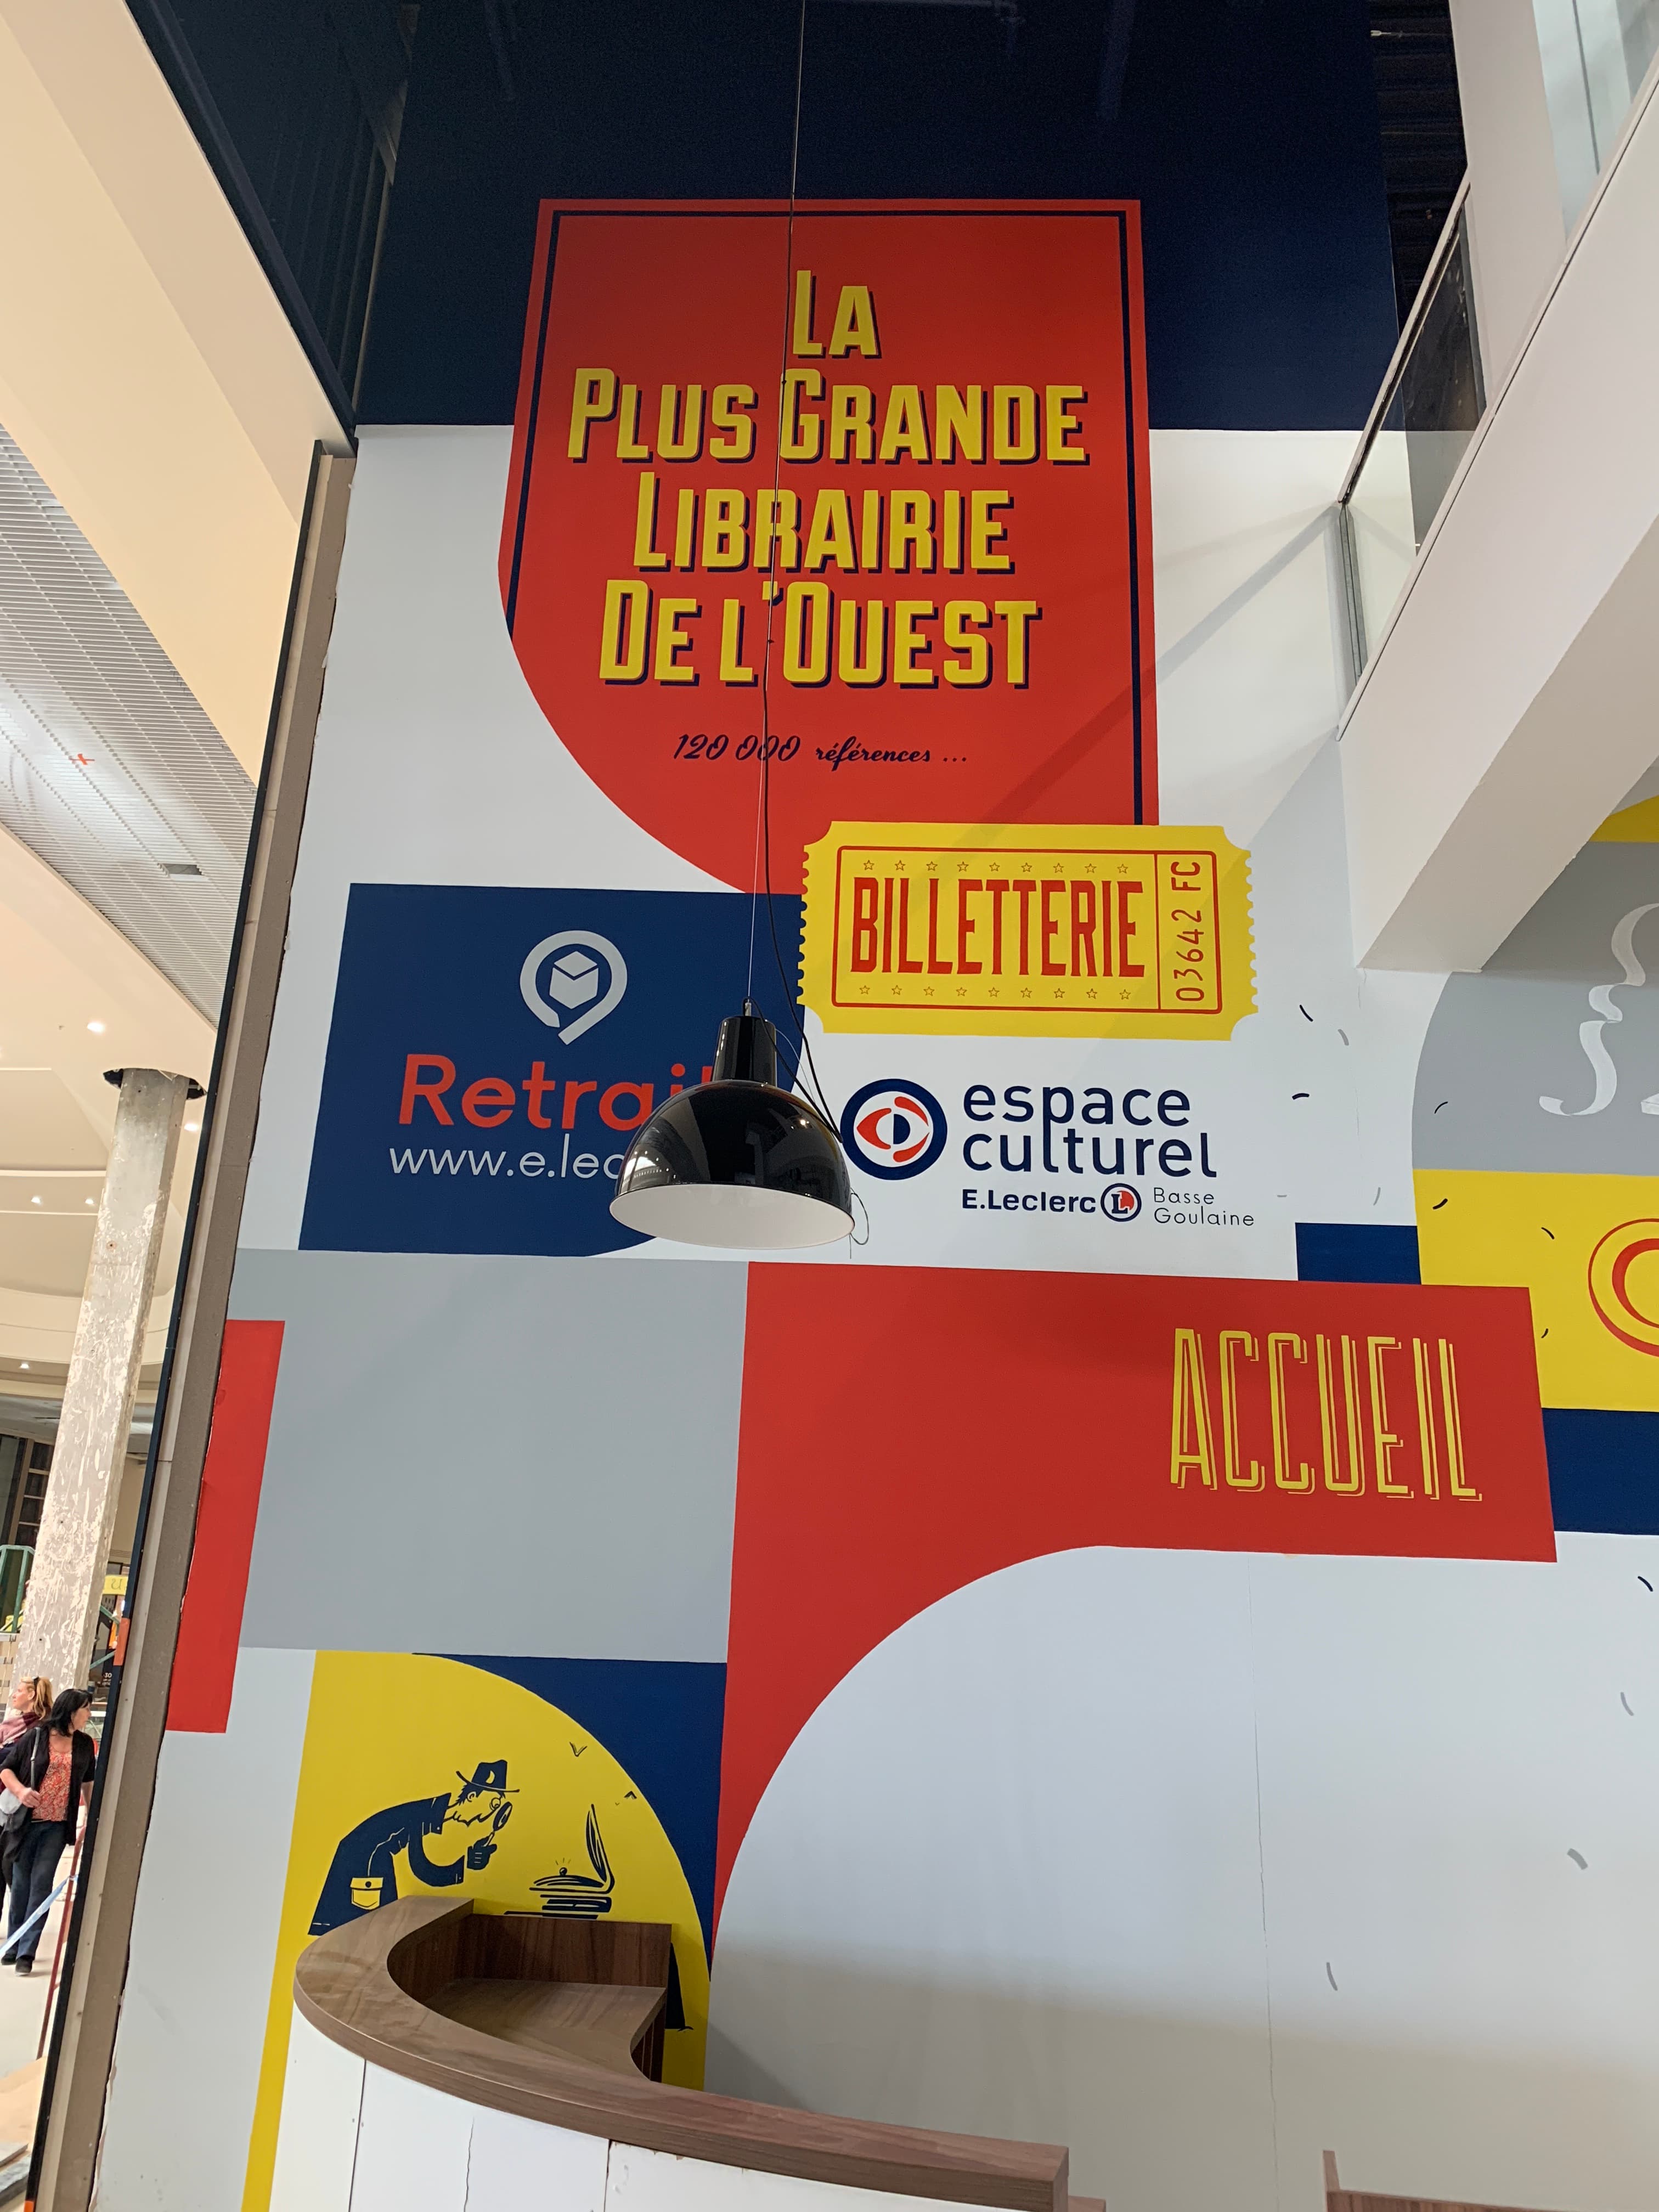 La
Plus Grande
Librairie
De l'Ouest
120 000 références ...
BILLETTERIE
03642 FC
espace
culturel
E.Leclerc L Basse
Goulaine
ACCUEIL